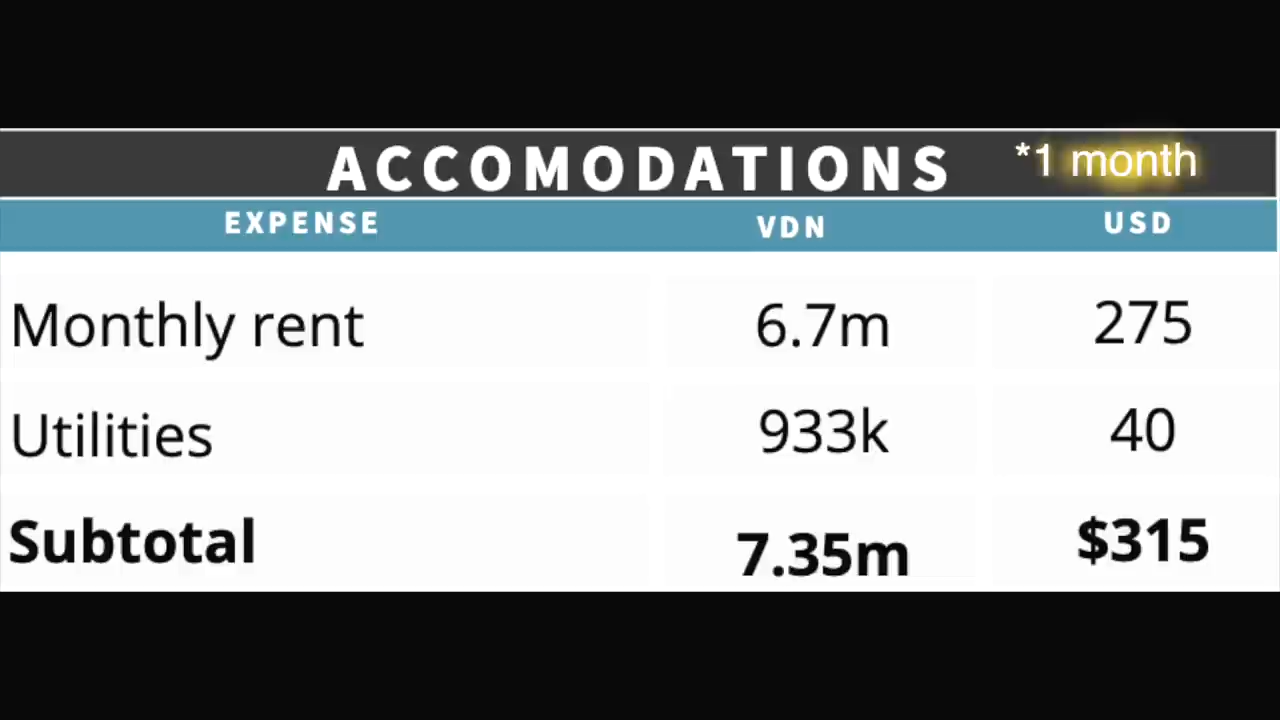 ACCOMODATIONS *1 month
EXPENSE VDN USD
Monthly rent 6.7m 275
Utilities 933k 40
Subtotal 7.35m $315